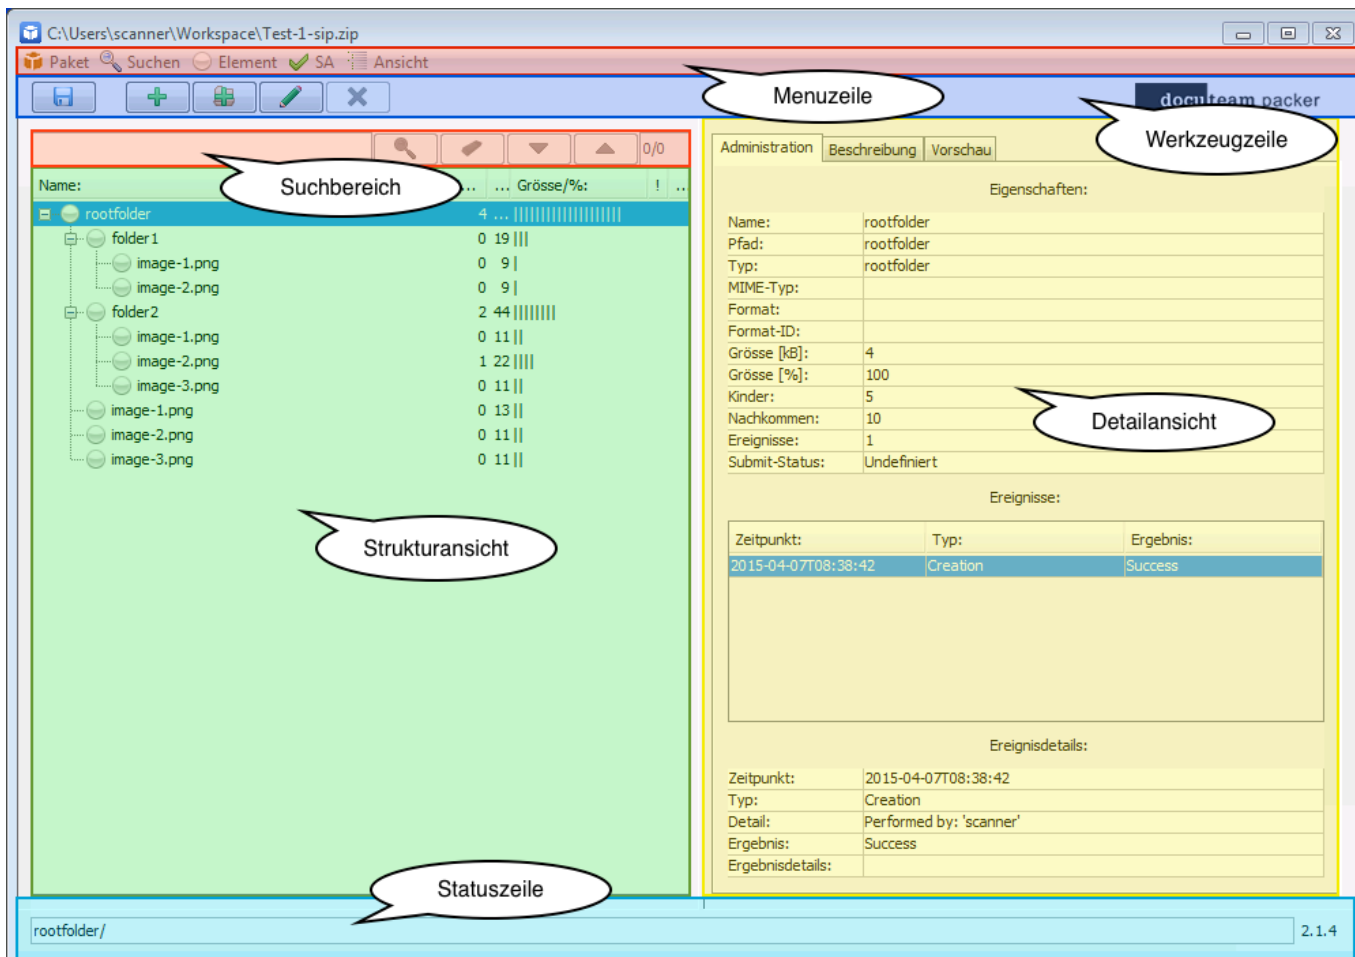 C:\Users\scanner\Workspace\Test-1-sip.zip
Paket Suchen Element SA Ansicht
Menuzeile
docuteam packer
Werkzeugzeile
0/0
Suchbereich
Name: ... ... Grösse/%: ! ...
rootfolder 4 ...
folder1 0 19
image-1.png 0 9
image-2.png 0 9
folder2 2 44
image-1.png 0 11
image-2.png 1 22
image-3.png 0 11
image-1.png 0 13
image-2.png 0 11
image-3.png 0 11
Strukturansicht
Administration Beschreibung Vorschau
Eigenschaften:
Name: rootfolder
Pfad: rootfolder
Typ: rootfolder
MIME-Typ:
Format:
Format-ID:
Grösse [kB]: 4
Grösse [%]: 100
Kinder: 5
Nachkommen: 10
Ereignisse: 1
Submit-Status: Undefiniert
Detailansicht
Ereignisse:
Zeitpunkt: Typ: Ergebnis:
2015-04-07T08:38:42 Creation Success
Ereignisdetails:
Zeitpunkt: 2015-04-07T08:38:42
Typ: Creation
Detail: Performed by: 'scanner'
Ergebnis: Success
Ergebnisdetails:
Statuszeile
rootfolder/ 2.1.4